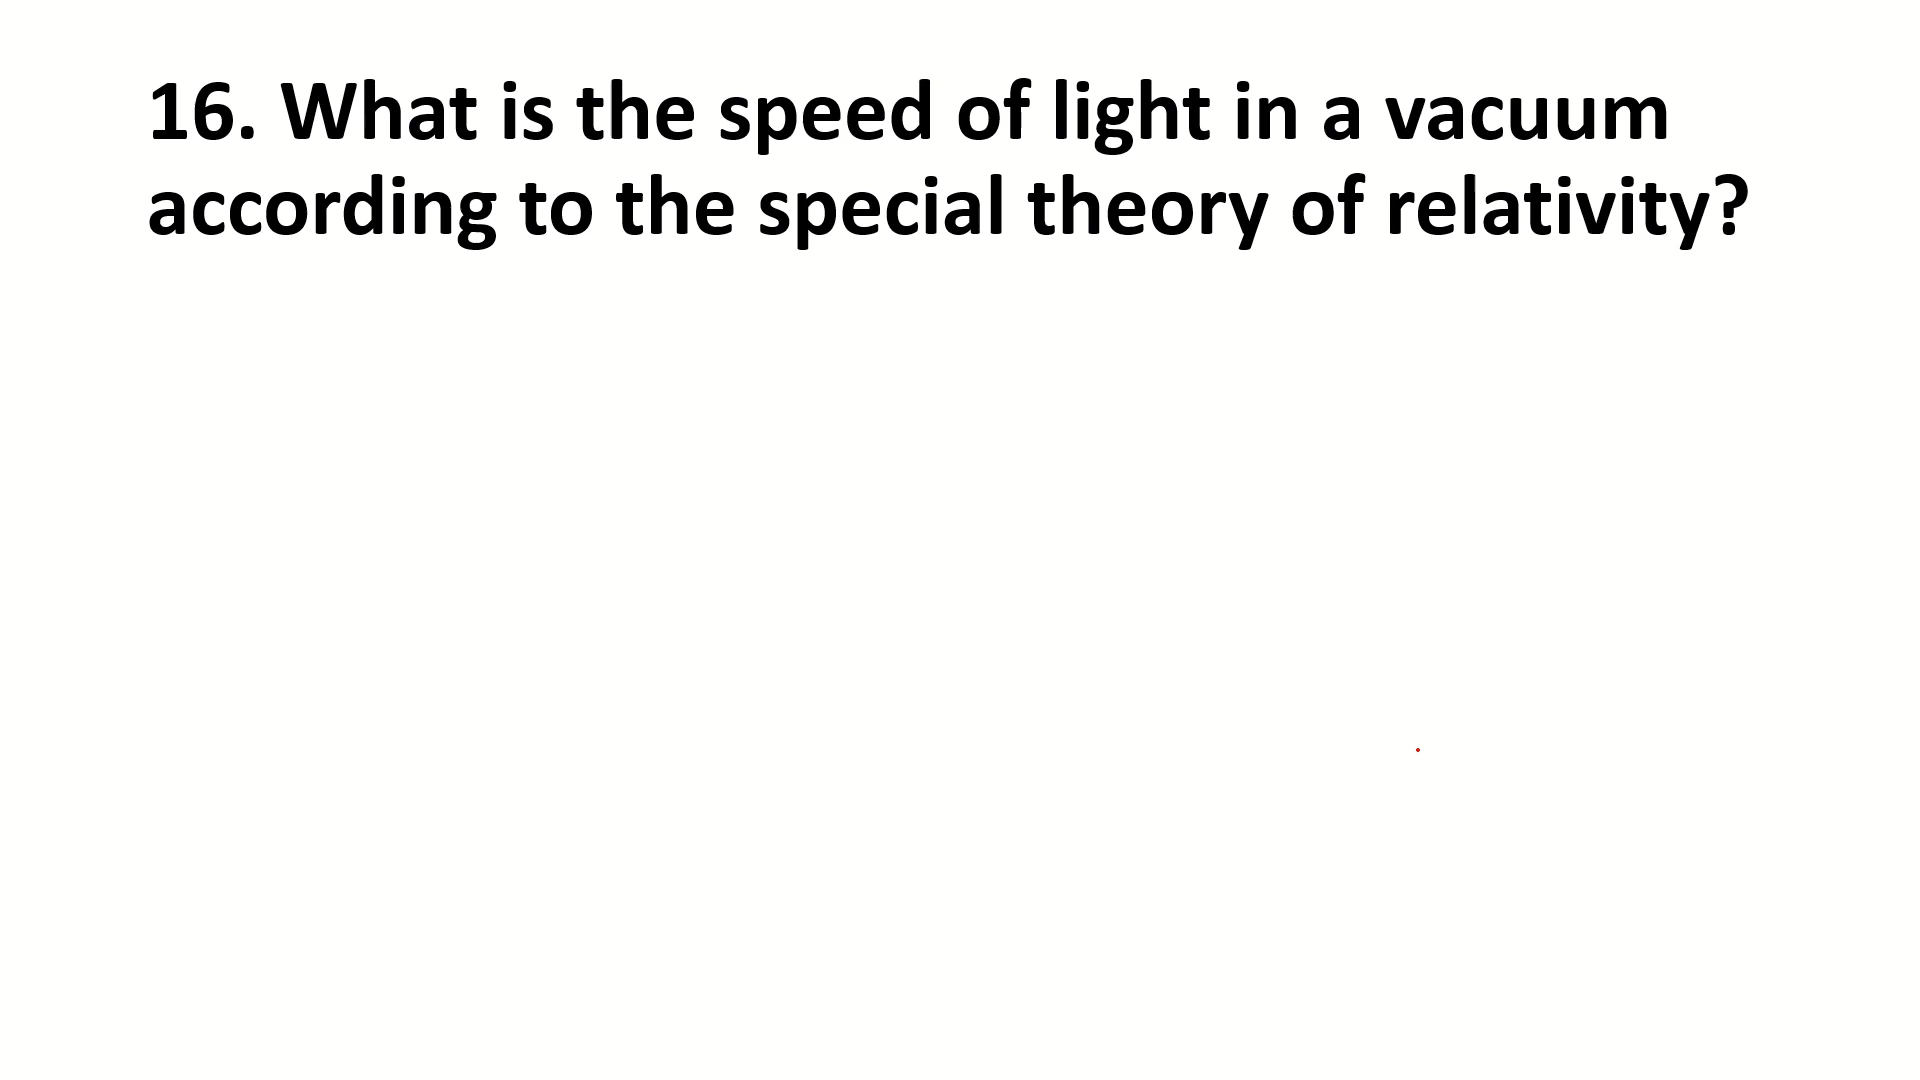 16. What is the speed of light in a vacuum
according to the special theory of relativity?